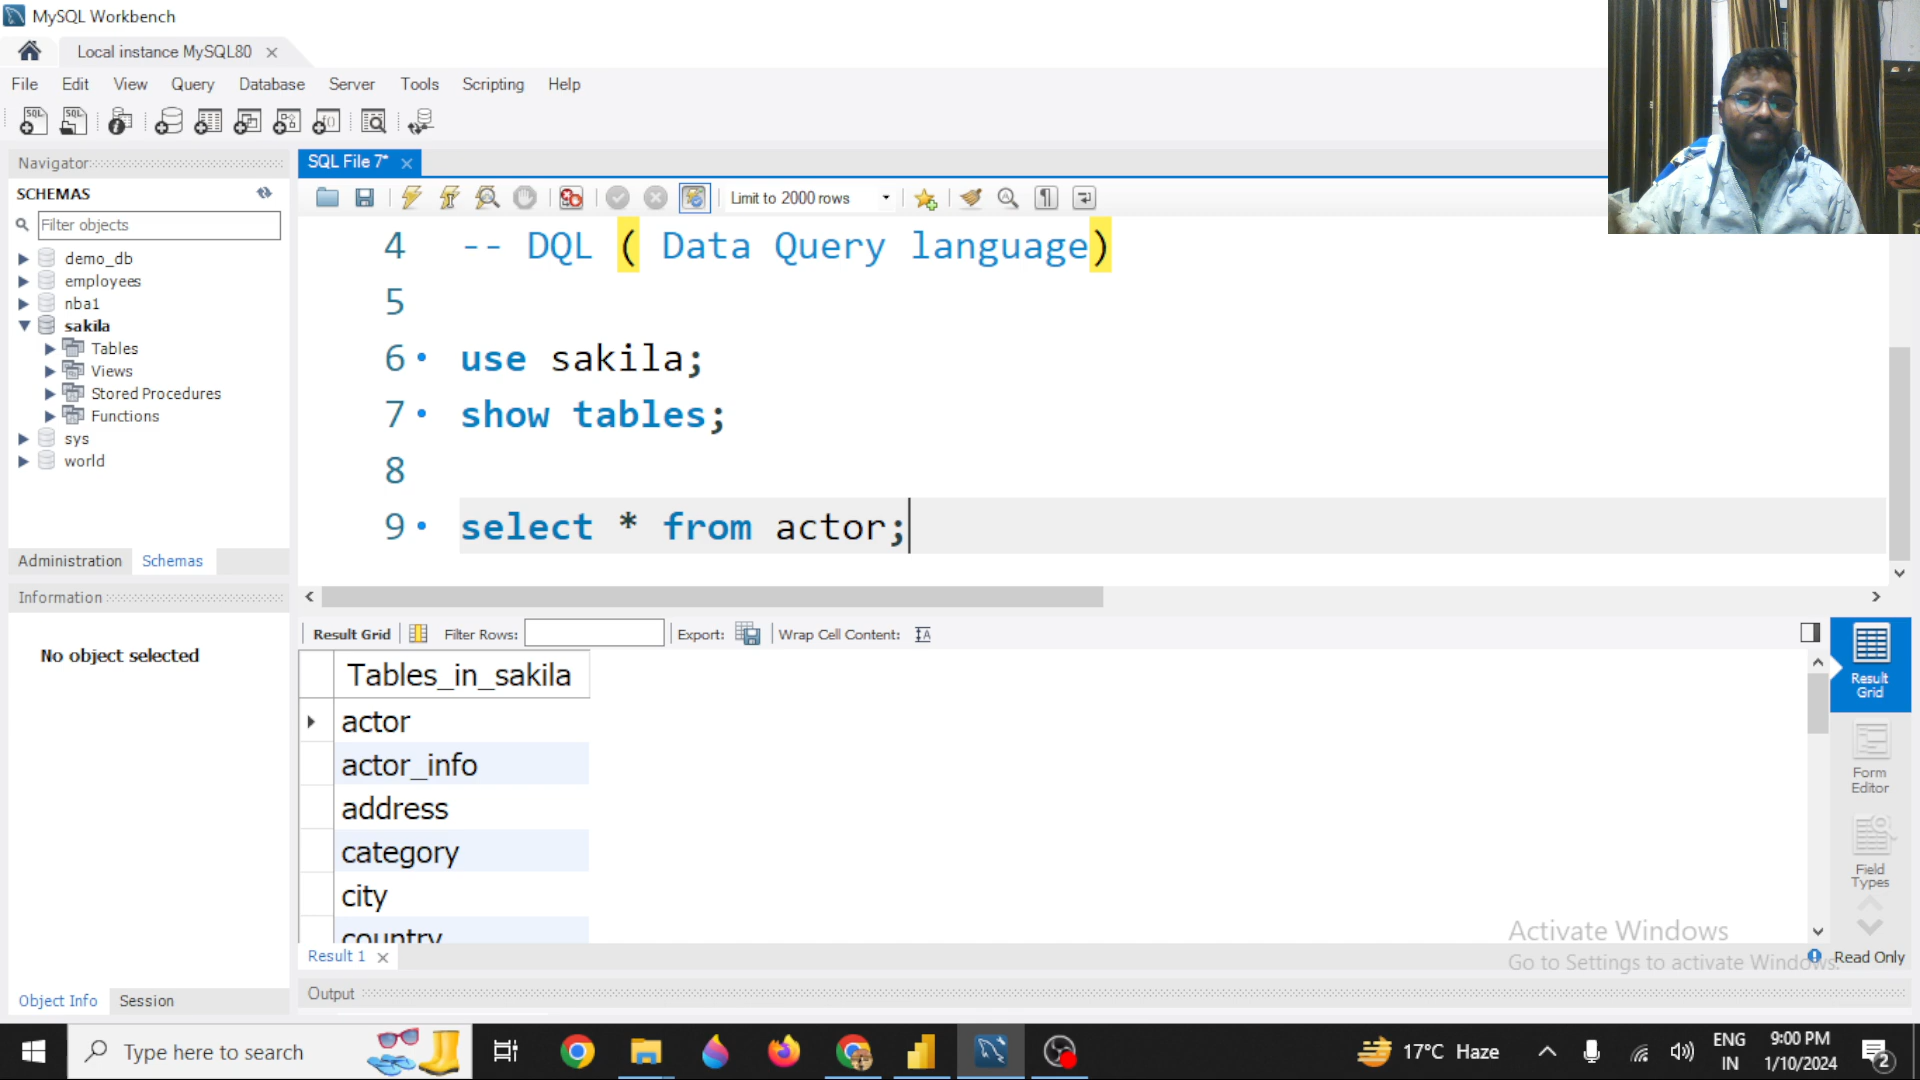 MySQL Workbench
Local instance MySQL80
File Edit View Query Database Server Tools Scripting Help
Navigator
SCHEMAS
Filter objects
demo_db
employees
nba1
sakila
Tables
Views
Stored Procedures
Functions
sys
world
Administration Schemas
Information
No object selected
Object Info Session
SQL File 7*
Limit to 2000 rows
4 -- DQL ( Data Query language)
5
6 use sakila;
7 show tables;
8
9 select * from actor;
Result Grid Filter Rows: Export: Wrap Cell Content:
Tables_in_sakila
actor
actor_info
address
category
city
country
Result 1
Output
Result Grid
Form Editor
Field Types
Read Only
Activate Windows
Go to Settings to activate Windows.
Type here to search
17°C Haze
ENG IN
9:00 PM
1/10/2024
2